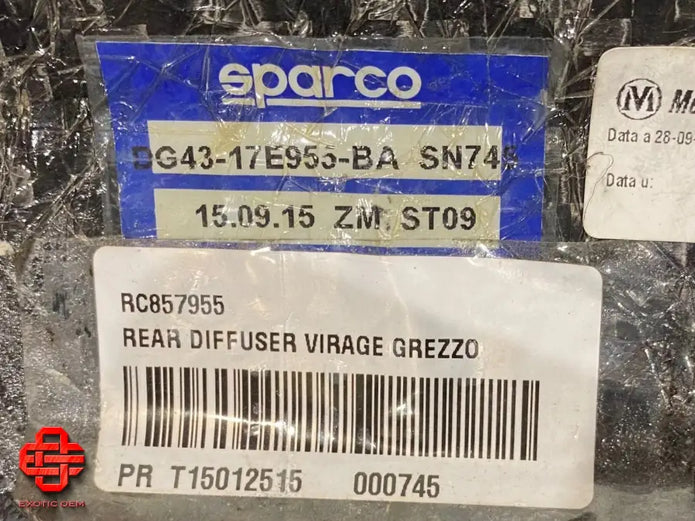 sparco
DG43-17E955-BA SN745
15.09.15 ZM. ST09
Data a 28-09-
Data u:
RC857955
REAR DIFFUSER VIRAGE GREZZO
PR T15012515 000745
EXOTIC OEM